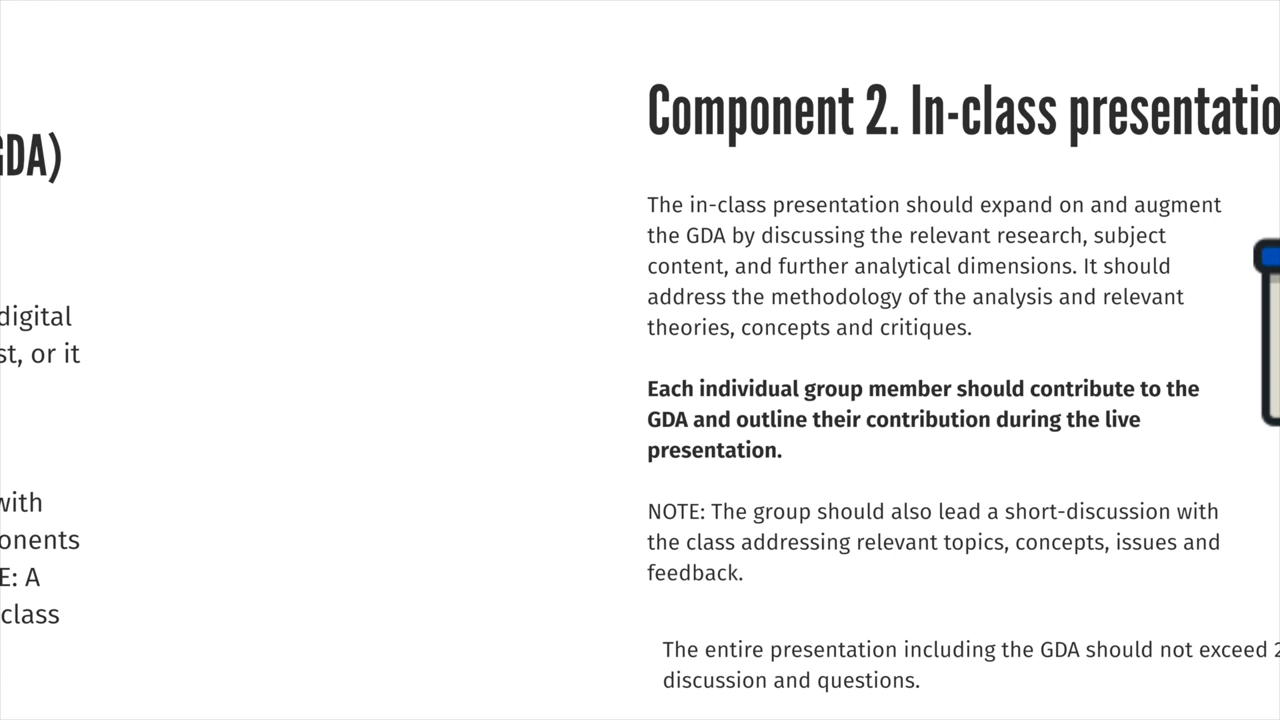 GDA)
digital
st, or it
with
onents
E: A
class
Component 2. In-class presentatio
The in-class presentation should expand on and augment
the GDA by discussing the relevant research, subject
content, and further analytical dimensions. It should
address the methodology of the analysis and relevant
theories, concepts and critiques.
Each individual group member should contribute to the
GDA and outline their contribution during the live
presentation.
NOTE: The group should also lead a short-discussion with
the class addressing relevant topics, concepts, issues and
feedback.
The entire presentation including the GDA should not exceed 2
discussion and questions.